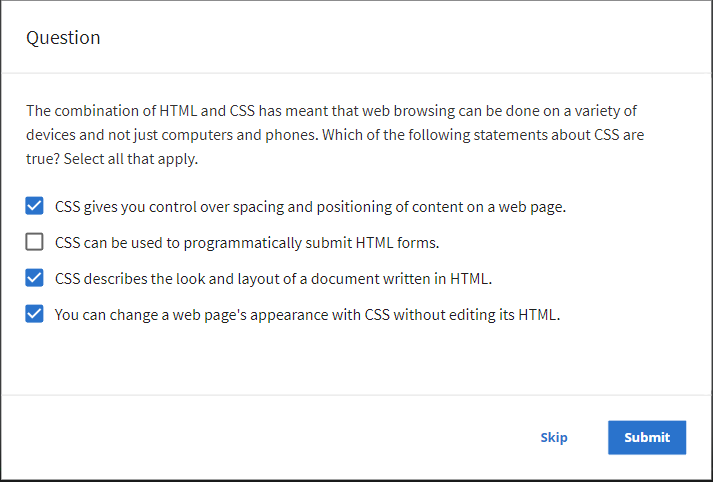 Question
The combination of HTML and CSS has meant that web browsing can be done on a variety of
devices and not just computers and phones. Which of the following statements about CSS are
true? Select all that apply.
CSS gives you control over spacing and positioning of content on a web page.
CSS can be used to programmatically submit HTML forms.
CSS describes the look and layout of a document written in HTML.
You can change a web page's appearance with CSS without editing its HTML.
Skip
Submit